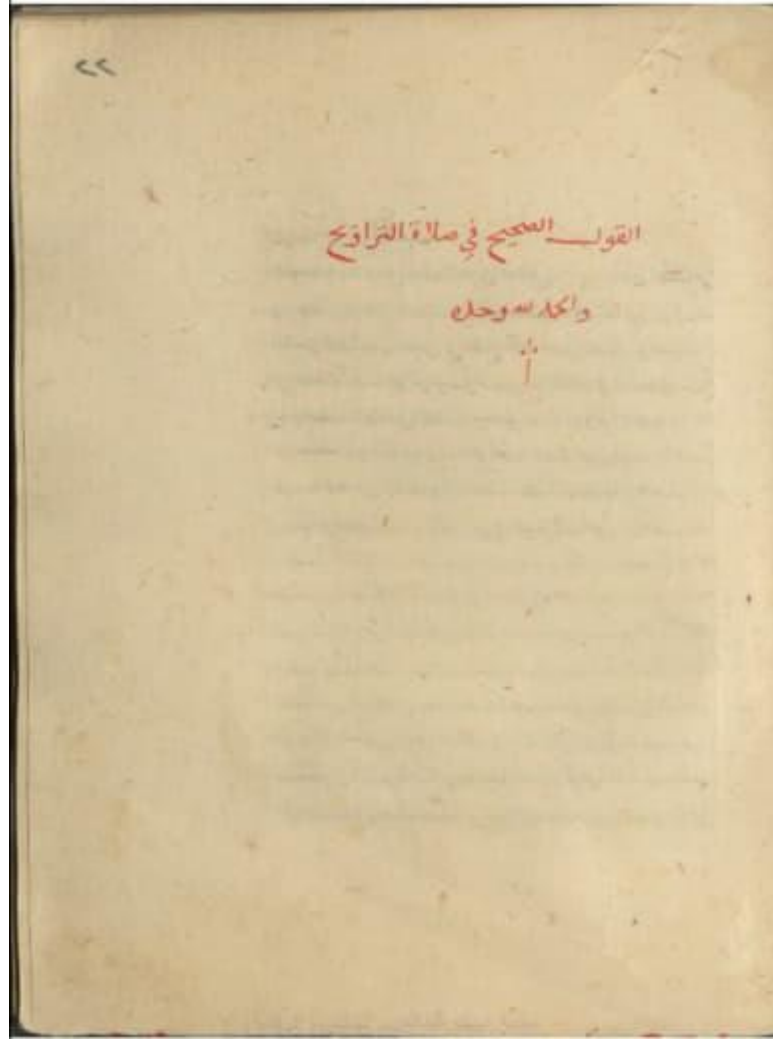 ٢٢
القول الصحيح في صلاة التراويح
والحمد لله وحده